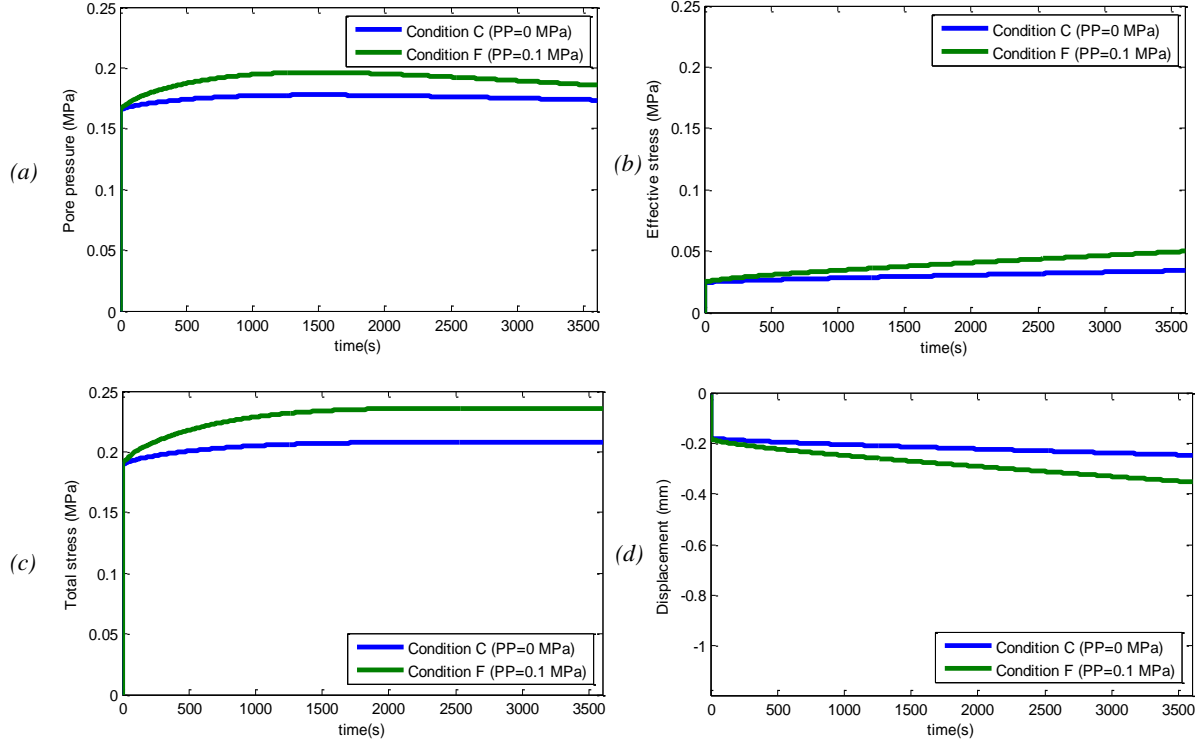 (a)
Pore pressure (MPa)
0.25
0.2
0.15
0.1
0.05
0
Condition C (PP=0 MPa)
Condition F (PP=0.1 MPa)
0 500 1000 1500 2000 2500 3000 3500
time(s)
(b)
Effective stress (MPa)
0.25
0.2
0.15
0.1
0.05
0
Condition C (PP=0 MPa)
Condition F (PP=0.1 MPa)
0 500 1000 1500 2000 2500 3000 3500
time(s)
(c)
Total stress (MPa)
0.25
0.2
0.15
0.1
0.05
0
Condition C (PP=0 MPa)
Condition F (PP=0.1 MPa)
0 500 1000 1500 2000 2500 3000 3500
time(s)
(d)
Displacement (mm)
0
-0.2
-0.4
-0.6
-0.8
-1
Condition C (PP=0 MPa)
Condition F (PP=0.1 MPa)
0 500 1000 1500 2000 2500 3000 3500
time(s)